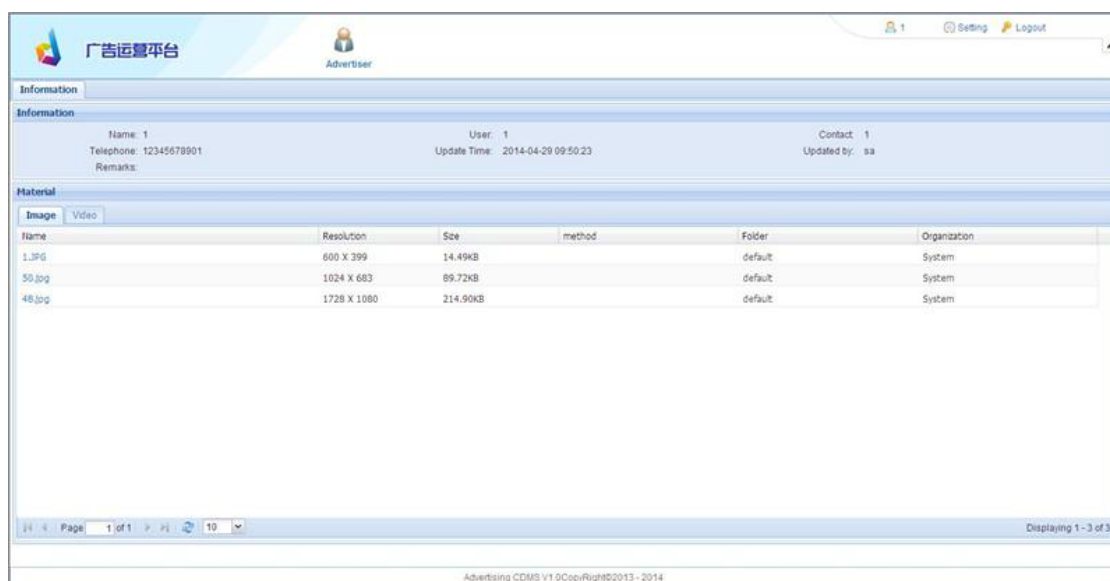 1 Setting Logout
广告运营平台
Advertiser
Information
Information
Name: 1 User: 1 Contact 1
Telephone: 12345678901 Update Time: 2014-04-29 09:50:23 Updated by: sa
Remarks:
Material
Image Video
Name Resolution Size method Folder Organization
1.JPG 600 X 399 14.49KB default System
50.jpg 1024 X 683 89.72KB default System
48.jpg 1728 X 1080 214.90KB default System
Page 1 of 1 10 Displaying 1 - 3 of 3
Advertising CDMS V1.0CopyRight©2013 - 2014